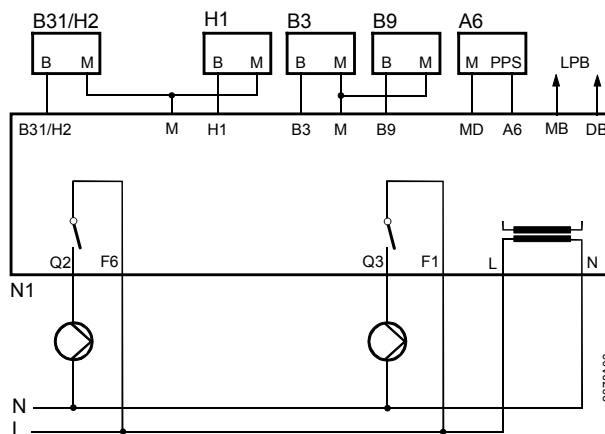 B31/H2 H1 B3 B9 A6
B M B M B M B M M PPS LPB
B31/H2 M H1 B3 M B9 MD A6 MB DB
Q2 F6 Q3 F1 L N
N1
N
L